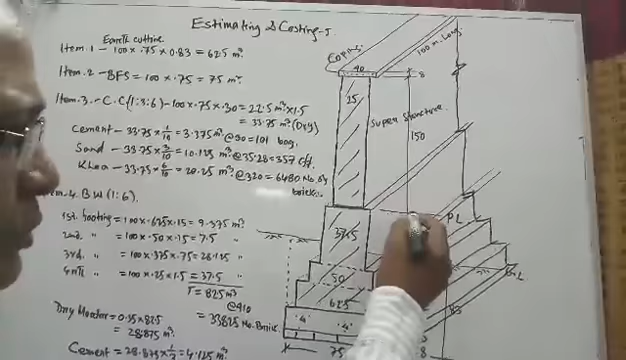 Estimating & Costing-5
Earth cutting.
Item 1 - 100 x .75 x 0.83 = 62.5 m³
Item-2 - BFS = 100 x .75 = 75 m²
Item-3. - C.C (1:3:6) - 100 x .75 x .30 = 22.5 m³ x 1.5
= 33.75 m³ (Dry)
Cement - 33.75 x 1/10 = 3.375 m³ @ 30 = 101 bag.
Sand - 33.75 x 3/10 = 10.125 m³ @ 35.28 = 357 cft
Khoa - 33.75 x 6/10 = 20.25 m³ @ 320 = 6480 No. of
bricks.
Item-4. B.W (1:6).
1st. footing = 100 x .625 x .15 = 9.375 m³
2nd. " = 100 x .50 x .15 = 7.5 "
3rd. " = 100 x .375 x .75 = 28.125 "
4th " = 100 x .25 x 1.5 = 37.5 "
T = 82.5 m³
@ 410
= 33825 No. Brick.
Dry Mortar = 0.35 x 82.5
= 28.875 m³
Cement = 28.875 x 1/7 = 4.125 m³
Coping
100 m. Long
40
8
25
Super Structure
150
P L
37.5
50
62.5
G.L
83
4"
4"
75
8